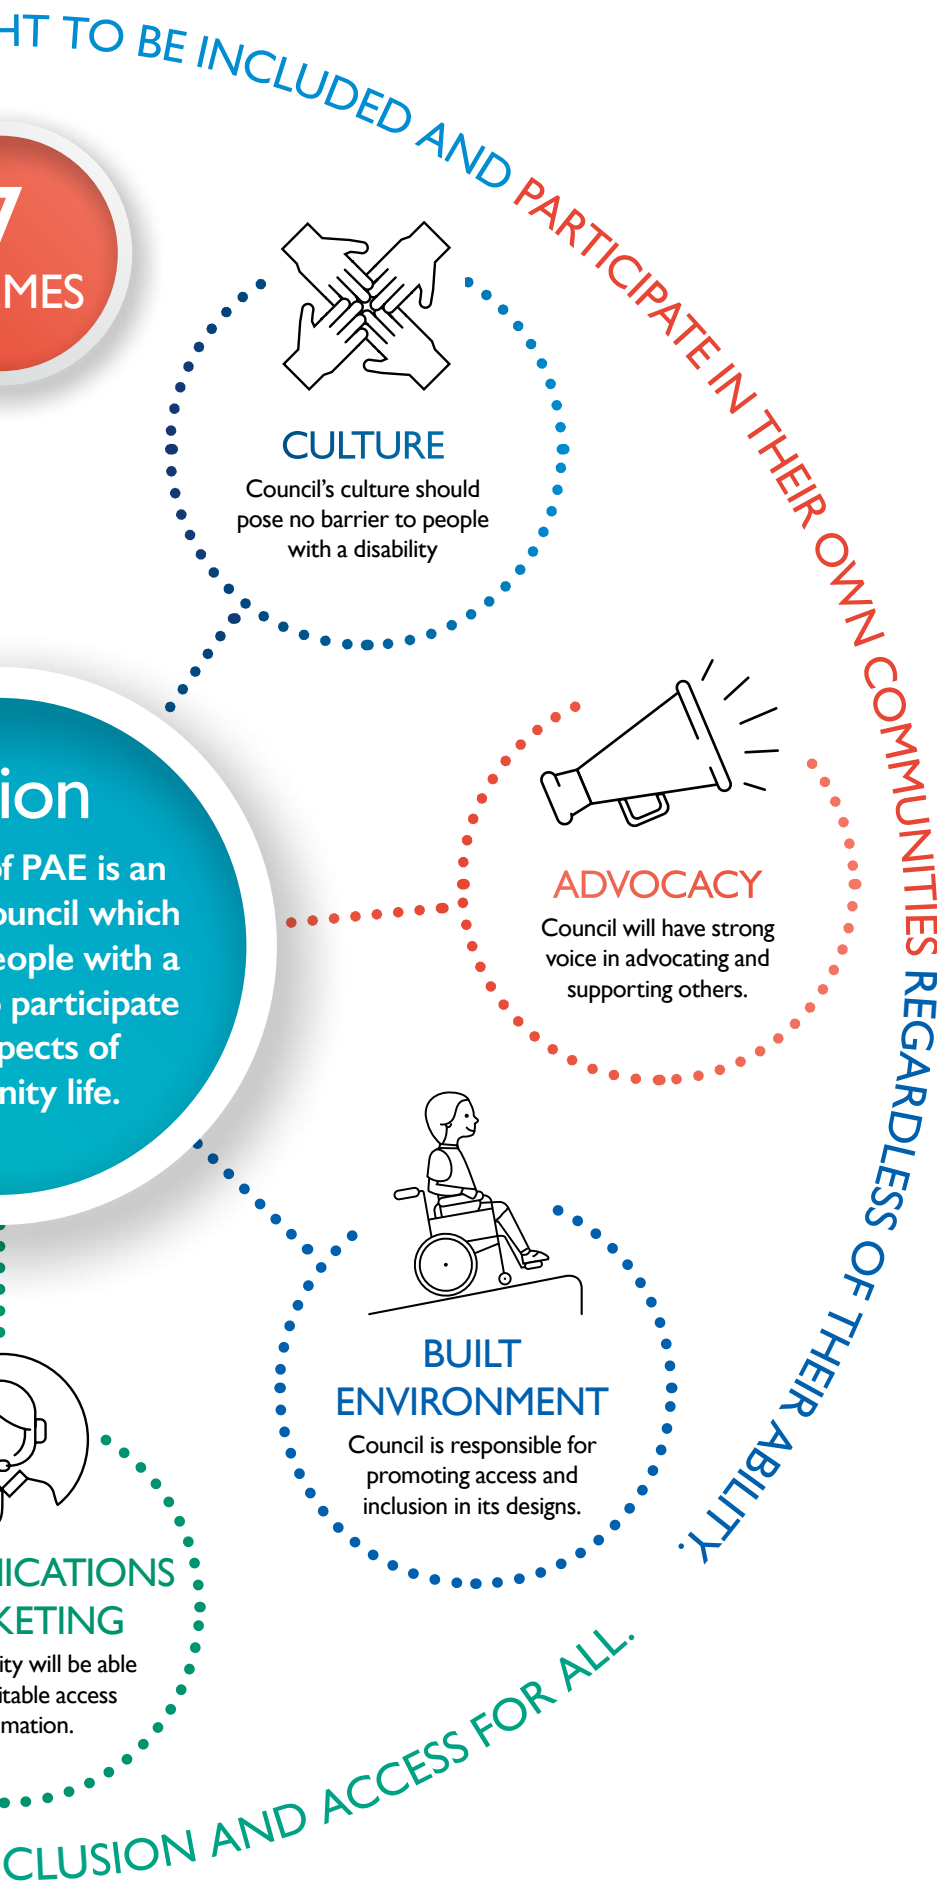 HT TO BE INCLUDED AND PARTICIPATE IN THEIR OWN COMMUNITIES REGARDLESS OF THEIR ABILITY.
7
MES
CULTURE
Council’s culture should
pose no barrier to people
with a disability
ion
of PAE is an
ouncil which
eople with a
participate
pects of
nity life.
ADVOCACY
Council will have strong
voice in advocating and
supporting others.
BUILT
ENVIRONMENT
Council is responsible for
promoting access and
inclusion in its designs.
ICATIONS
KETING
ity will be able
itable access
mation.
CLUSION AND ACCESS FOR ALL.